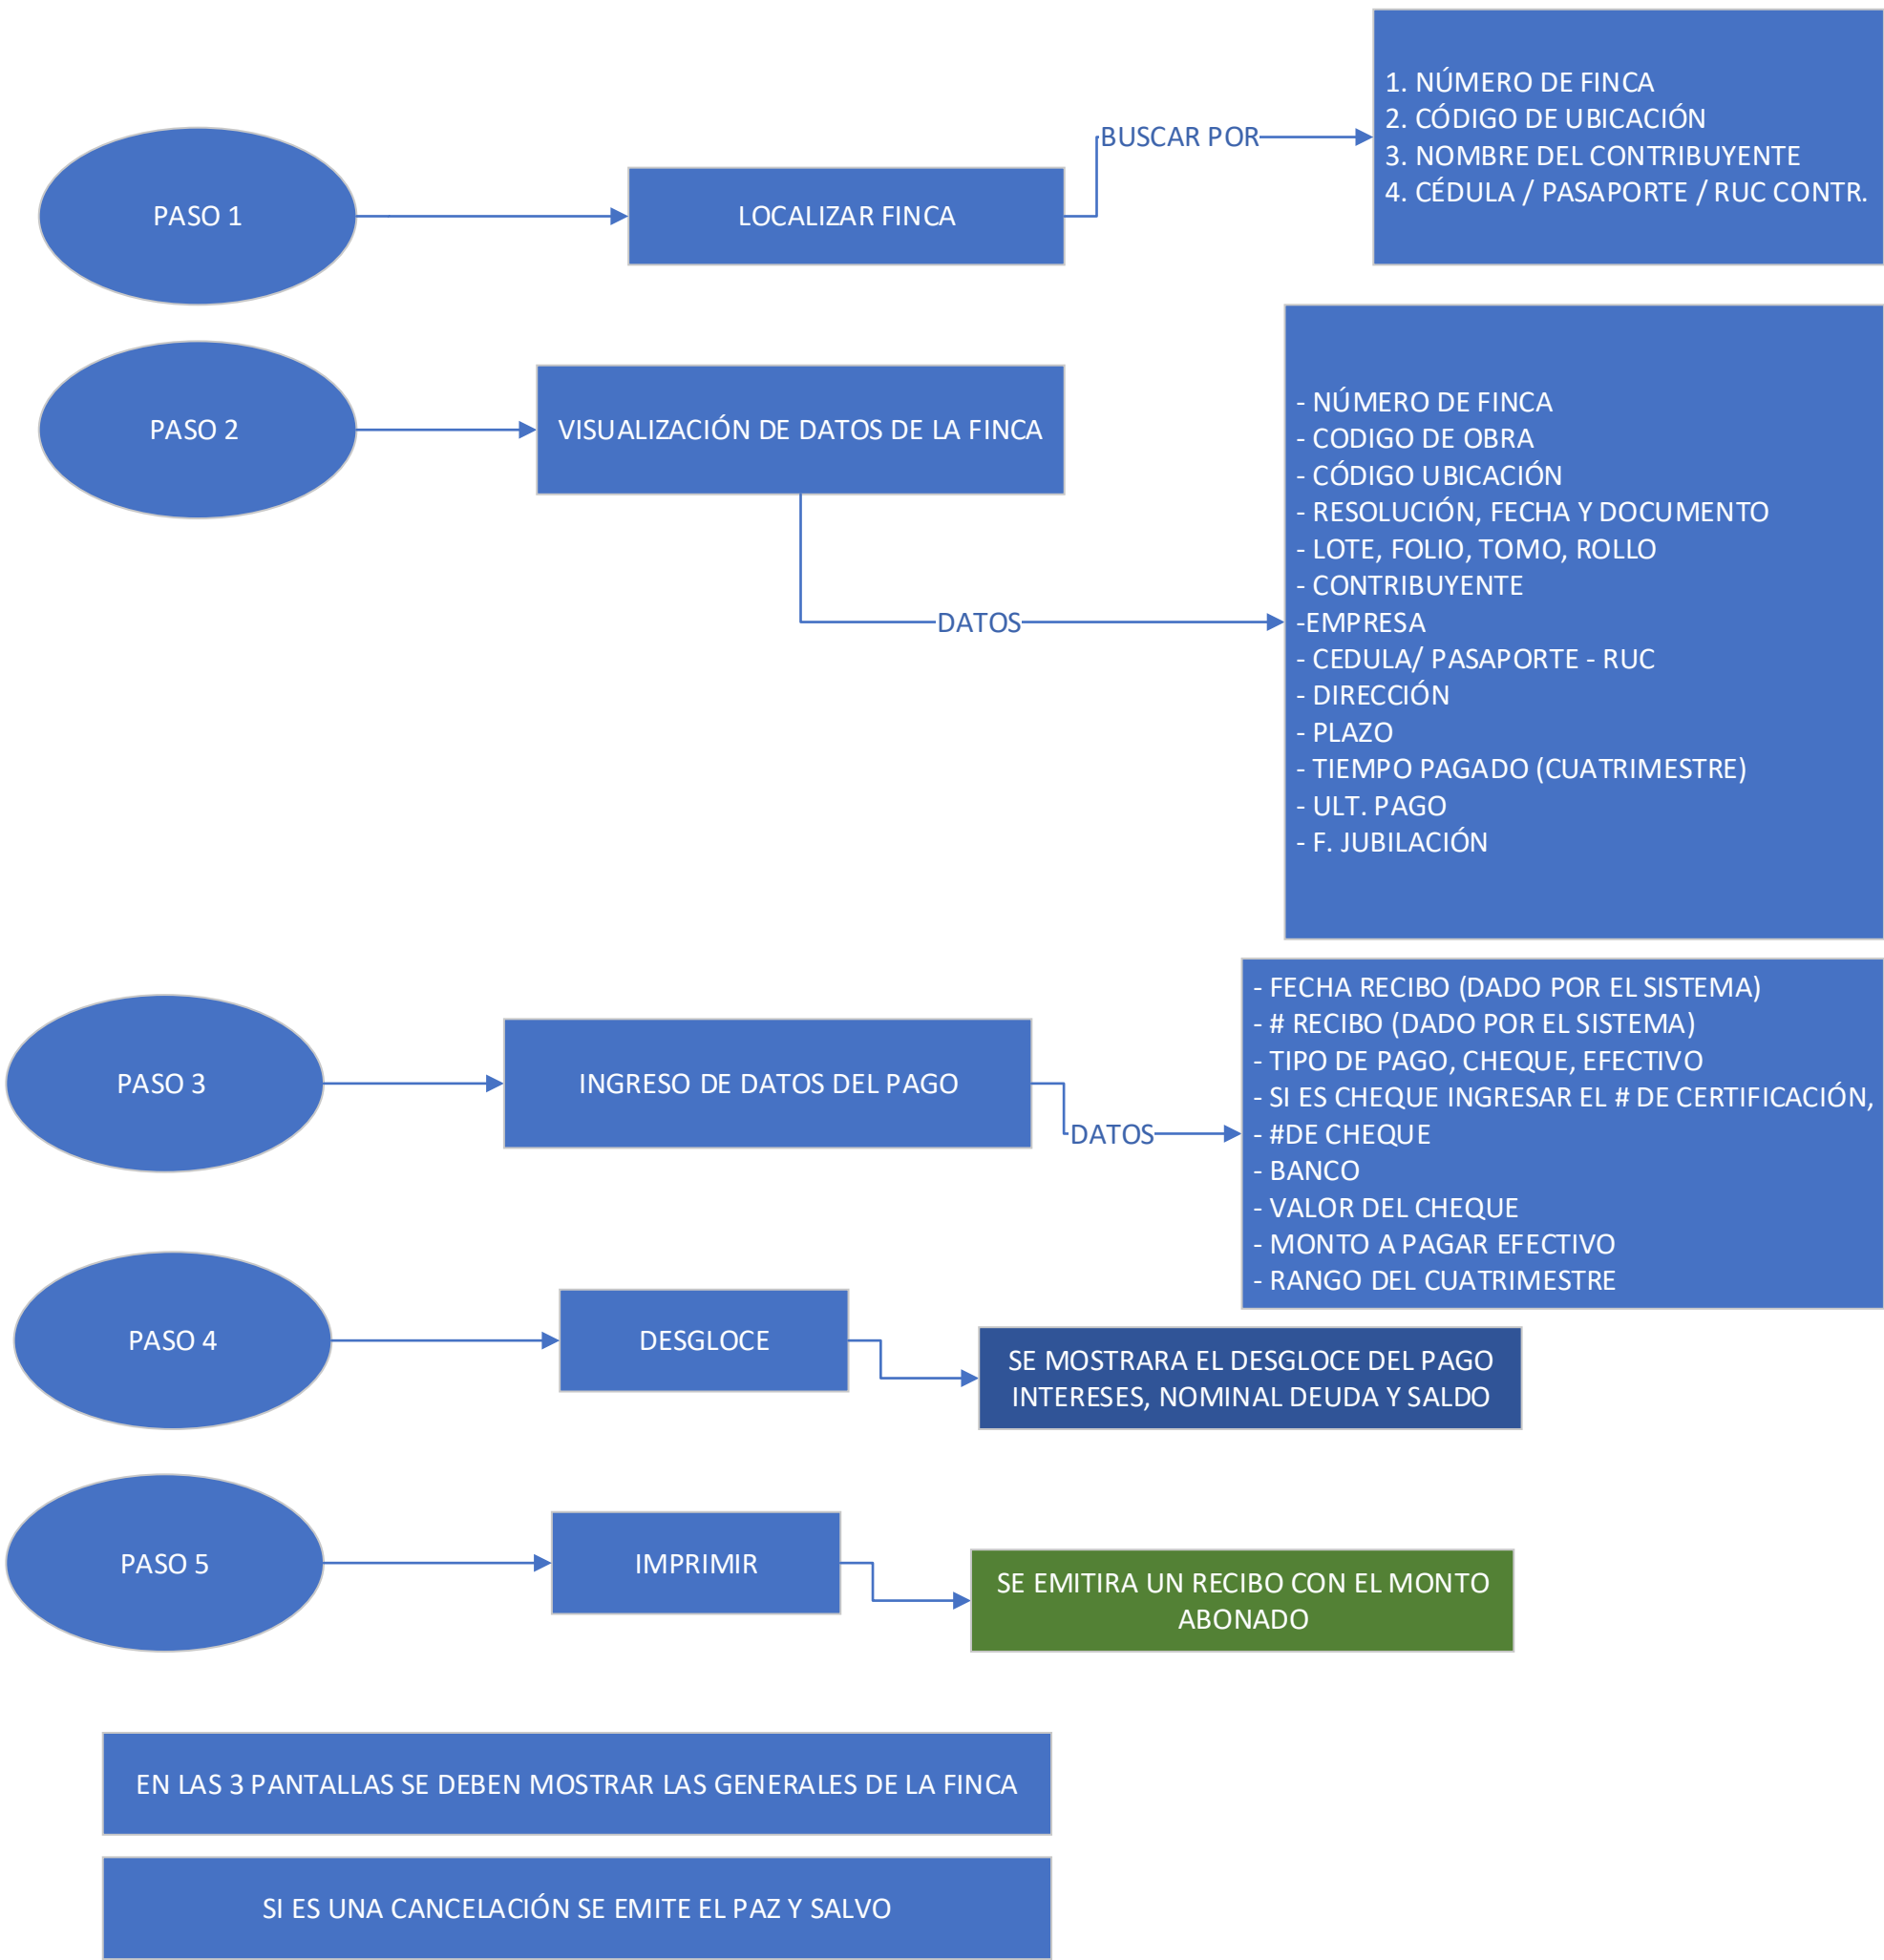 PASO 1
LOCALIZAR FINCA
BUSCAR POR
1. NÚMERO DE FINCA
2. CÓDIGO DE UBICACIÓN
3. NOMBRE DEL CONTRIBUYENTE
4. CÉDULA / PASAPORTE / RUC CONTR.
PASO 2
VISUALIZACIÓN DE DATOS DE LA FINCA
DATOS
- NÚMERO DE FINCA
- CODIGO DE OBRA
- CÓDIGO UBICACIÓN
- RESOLUCIÓN, FECHA Y DOCUMENTO
- LOTE, FOLIO, TOMO, ROLLO
- CONTRIBUYENTE
-EMPRESA
- CEDULA/ PASAPORTE - RUC
- DIRECCIÓN
- PLAZO
- TIEMPO PAGADO (CUATRIMESTRE)
- ULT. PAGO
- F. JUBILACIÓN
PASO 3
INGRESO DE DATOS DEL PAGO
DATOS
- FECHA RECIBO (DADO POR EL SISTEMA)
- # RECIBO (DADO POR EL SISTEMA)
- TIPO DE PAGO, CHEQUE, EFECTIVO
- SI ES CHEQUE INGRESAR EL # DE CERTIFICACIÓN,
- #DE CHEQUE
- BANCO
- VALOR DEL CHEQUE
- MONTO A PAGAR EFECTIVO
- RANGO DEL CUATRIMESTRE
PASO 4
DESGLOCE
SE MOSTRARA EL DESGLOCE DEL PAGO
INTERESES, NOMINAL DEUDA Y SALDO
PASO 5
IMPRIMIR
SE EMITIRA UN RECIBO CON EL MONTO
ABONADO
EN LAS 3 PANTALLAS SE DEBEN MOSTRAR LAS GENERALES DE LA FINCA
SI ES UNA CANCELACIÓN SE EMITE EL PAZ Y SALVO